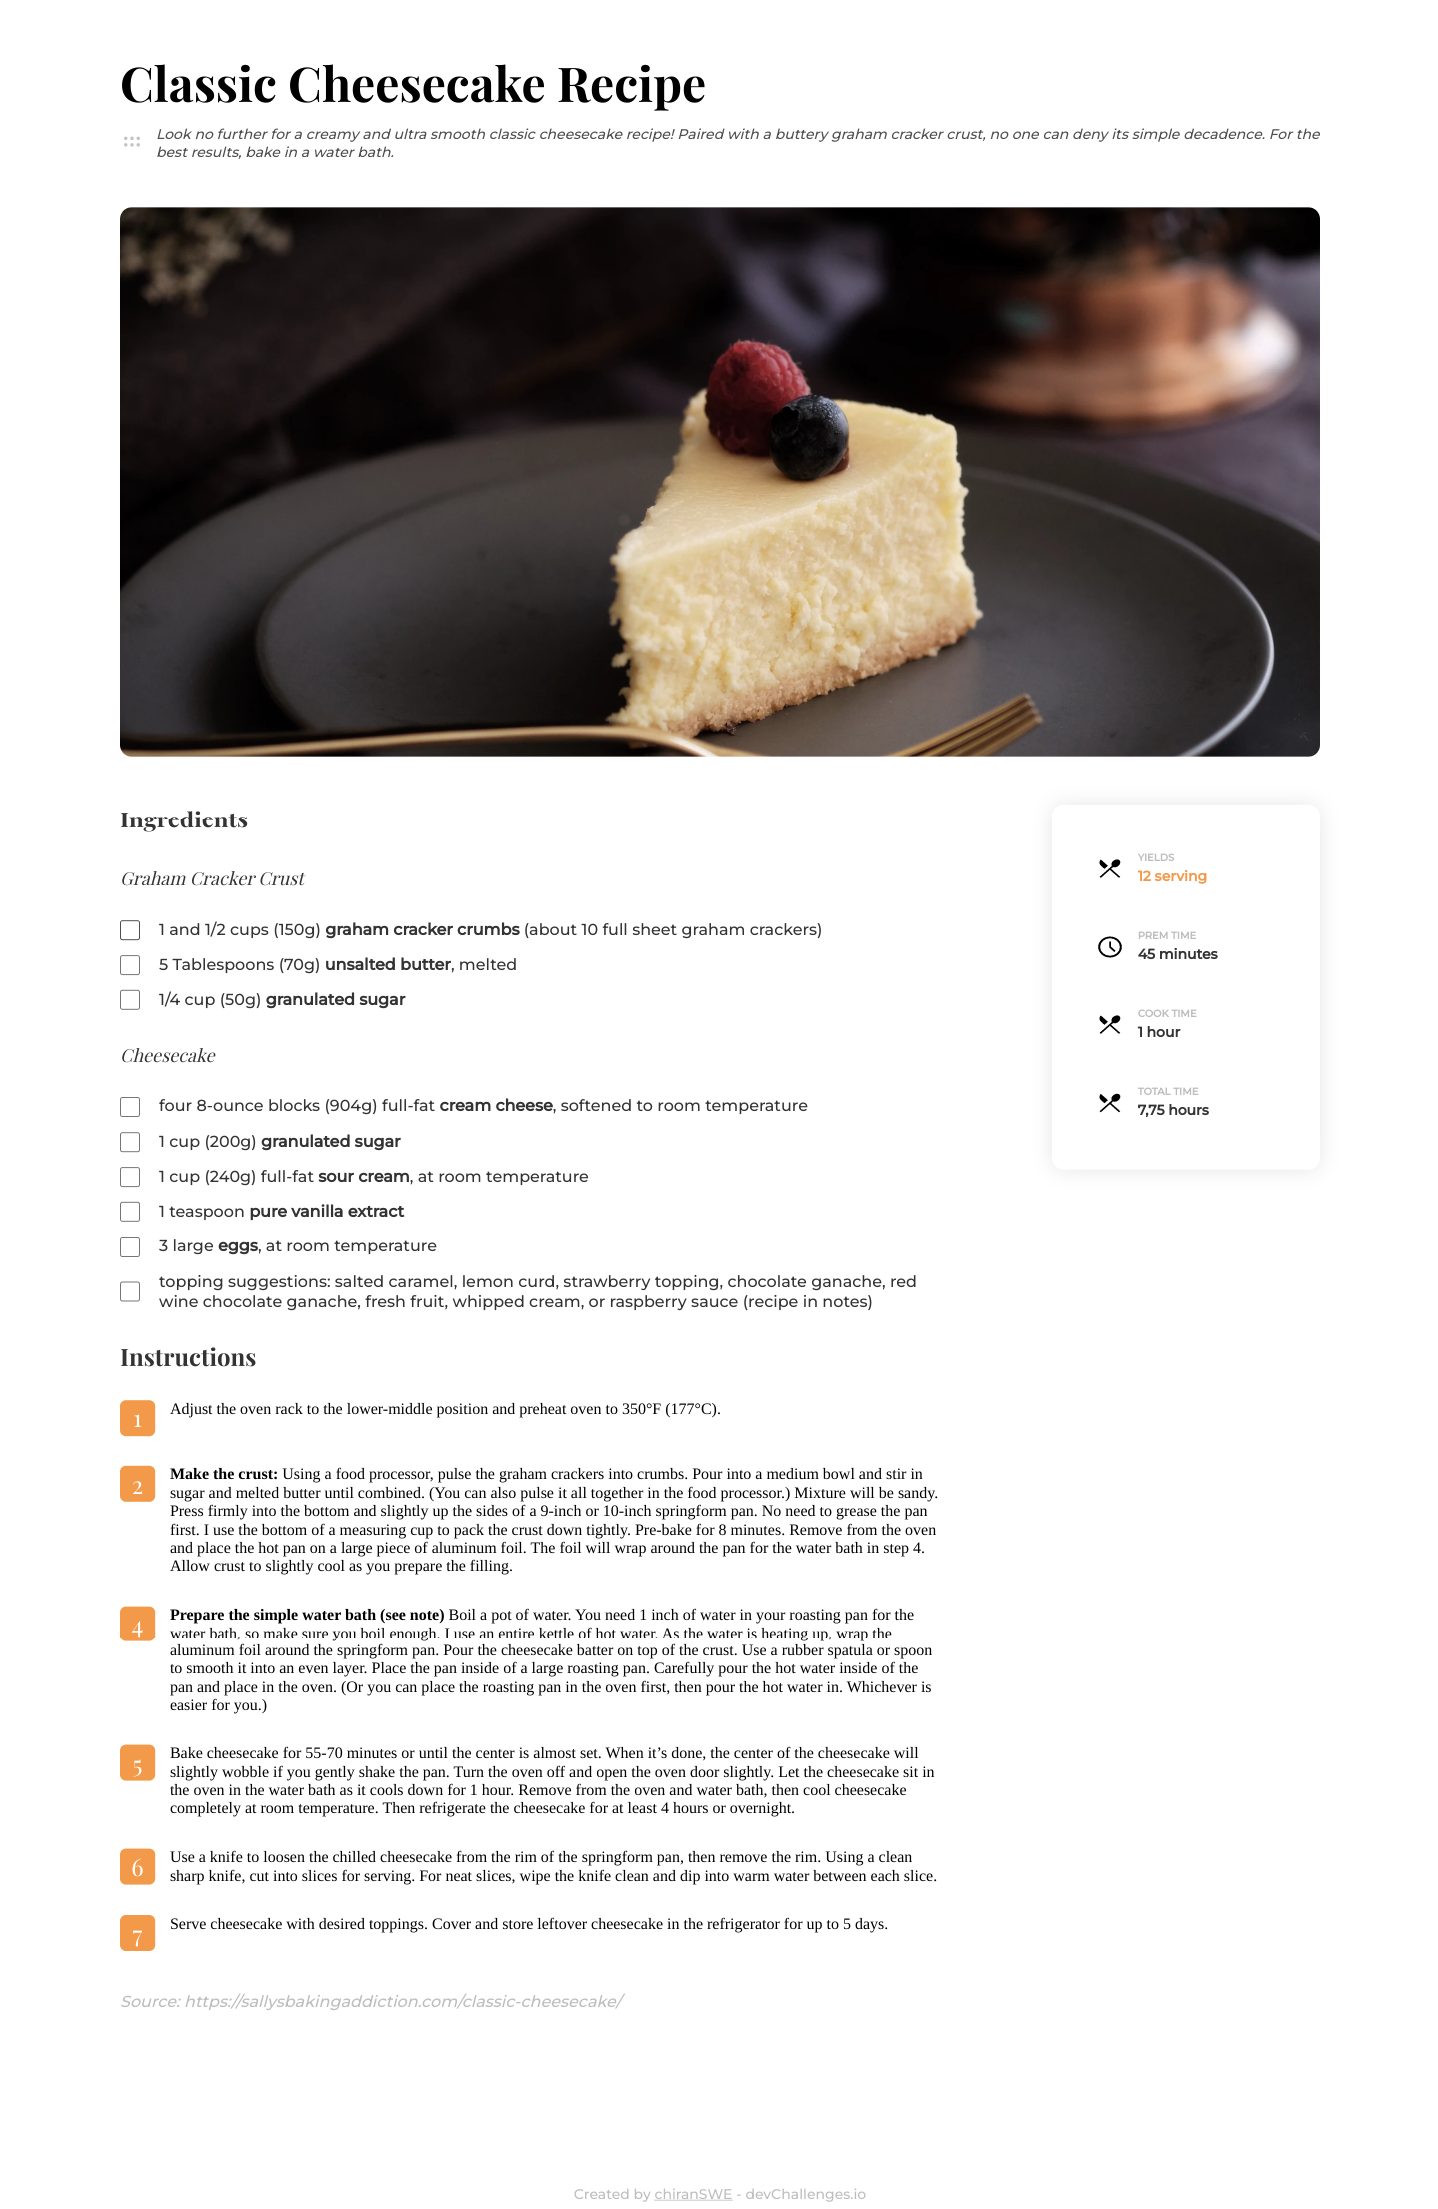 Classic Cheesecake Recipe
Look no further for a creamy and ultra smooth classic cheesecake recipe! Paired with a buttery graham cracker crust, no one can deny its simple decadence. For the
best results, bake in a water bath.
Ingredients
Graham Cracker Crust
1 and 1/2 cups (150g) graham cracker crumbs (about 10 full sheet graham crackers)
5 Tablespoons (70g) unsalted butter, melted
1/4 cup (50g) granulated sugar
Cheesecake
four 8-ounce blocks (904g) full-fat cream cheese, softened to room temperature
1 cup (200g) granulated sugar
1 cup (240g) full-fat sour cream, at room temperature
1 teaspoon pure vanilla extract
3 large eggs, at room temperature
topping suggestions: salted caramel, lemon curd, strawberry topping, chocolate ganache, red
wine chocolate ganache, fresh fruit, whipped cream, or raspberry sauce (recipe in notes)
YIELDS
12 serving
PREM TIME
45 minutes
COOK TIME
1 hour
TOTAL TIME
7,75 hours
Instructions
1 Adjust the oven rack to the lower-middle position and preheat oven to 350°F (177°C).
2 Make the crust: Using a food processor, pulse the graham crackers into crumbs. Pour into a medium bowl and stir in
sugar and melted butter until combined. (You can also pulse it all together in the food processor.) Mixture will be sandy.
Press firmly into the bottom and slightly up the sides of a 9-inch or 10-inch springform pan. No need to grease the pan
first. I use the bottom of a measuring cup to pack the crust down tightly. Pre-bake for 8 minutes. Remove from the oven
and place the hot pan on a large piece of aluminum foil. The foil will wrap around the pan for the water bath in step 4.
Allow crust to slightly cool as you prepare the filling.
4 Prepare the simple water bath (see note) Boil a pot of water. You need 1 inch of water in your roasting pan for the
water bath, so make sure you boil enough. I use an entire kettle of hot water. As the water is heating up, wrap the
aluminum foil around the springform pan. Pour the cheesecake batter on top of the crust. Use a rubber spatula or spoon
to smooth it into an even layer. Place the pan inside of a large roasting pan. Carefully pour the hot water inside of the
pan and place in the oven. (Or you can place the roasting pan in the oven first, then pour the hot water in. Whichever is
easier for you.)
5 Bake cheesecake for 55-70 minutes or until the center is almost set. When it’s done, the center of the cheesecake will
slightly wobble if you gently shake the pan. Turn the oven off and open the oven door slightly. Let the cheesecake sit in
the oven in the water bath as it cools down for 1 hour. Remove from the oven and water bath, then cool cheesecake
completely at room temperature. Then refrigerate the cheesecake for at least 4 hours or overnight.
6 Use a knife to loosen the chilled cheesecake from the rim of the springform pan, then remove the rim. Using a clean
sharp knife, cut into slices for serving. For neat slices, wipe the knife clean and dip into warm water between each slice.
7 Serve cheesecake with desired toppings. Cover and store leftover cheesecake in the refrigerator for up to 5 days.
Source: https://sallysbakingaddiction.com/classic-cheesecake/
Created by chiranSWE - devChallenges.io